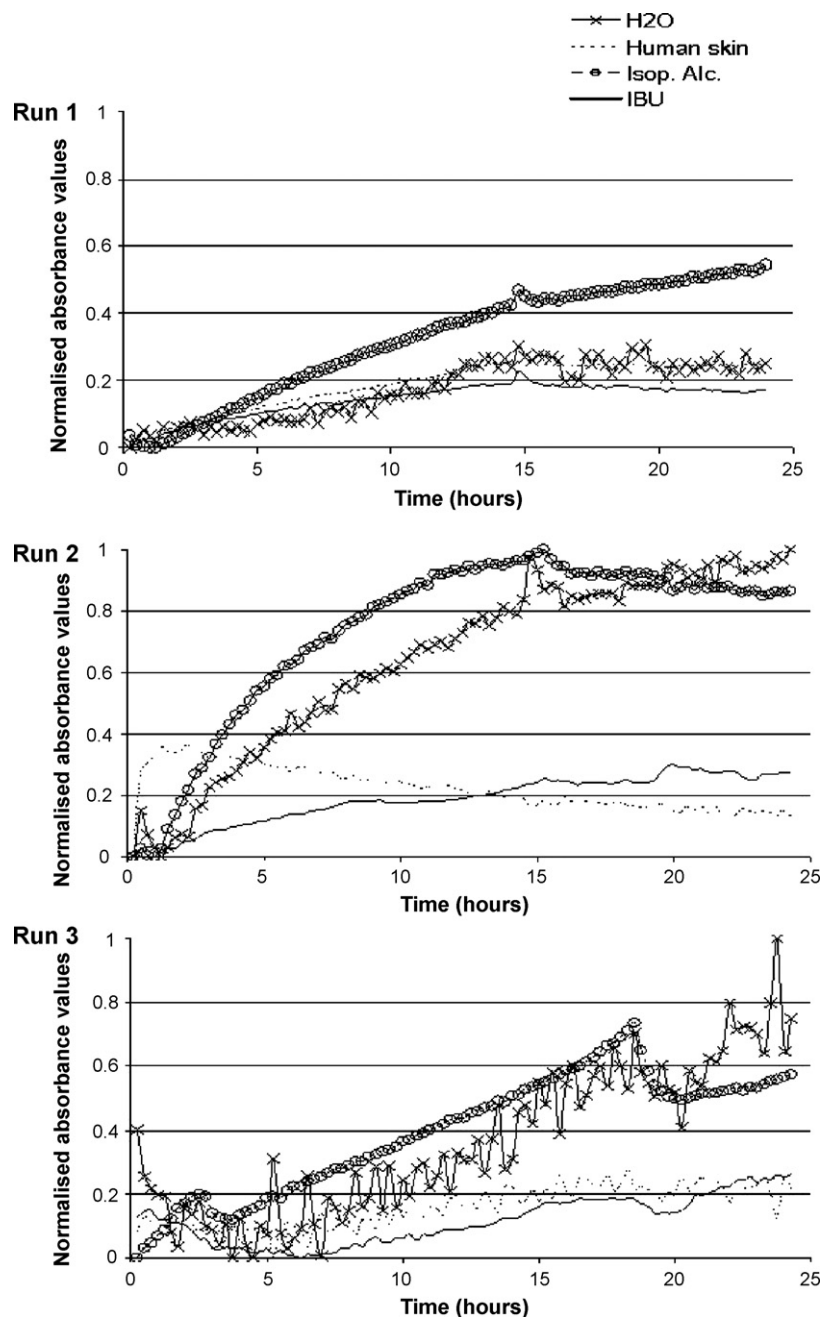 H2O
Human skin
Isop. Alc.
IBU
Run 1
Normalised absorbance values
1
0.8
0.6
0.4
0.2
0
0 5 10 15 20 25
Time (hours)
Run 2
Normalised absorbance values
1
0.8
0.6
0.4
0.2
0
0 5 10 15 20 25
Time (hours)
Run 3
Normalised absorbance values
1
0.8
0.6
0.4
0.2
0
0 5 10 15 20 25
Time (hours)